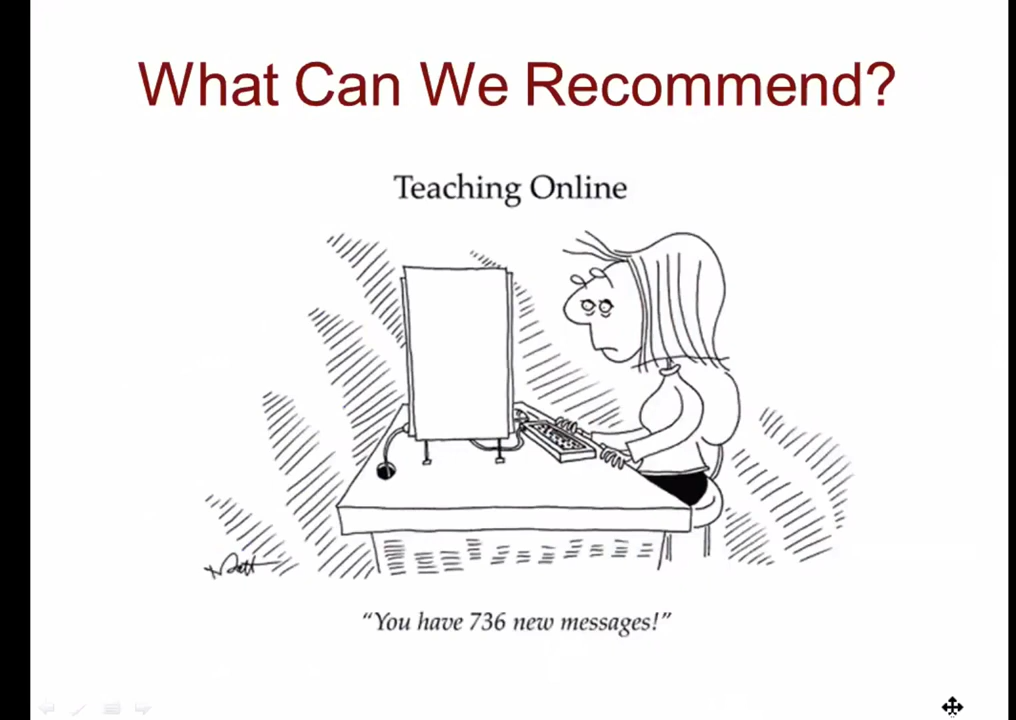 What Can We Recommend?
Teaching Online
“You have 736 new messages!”